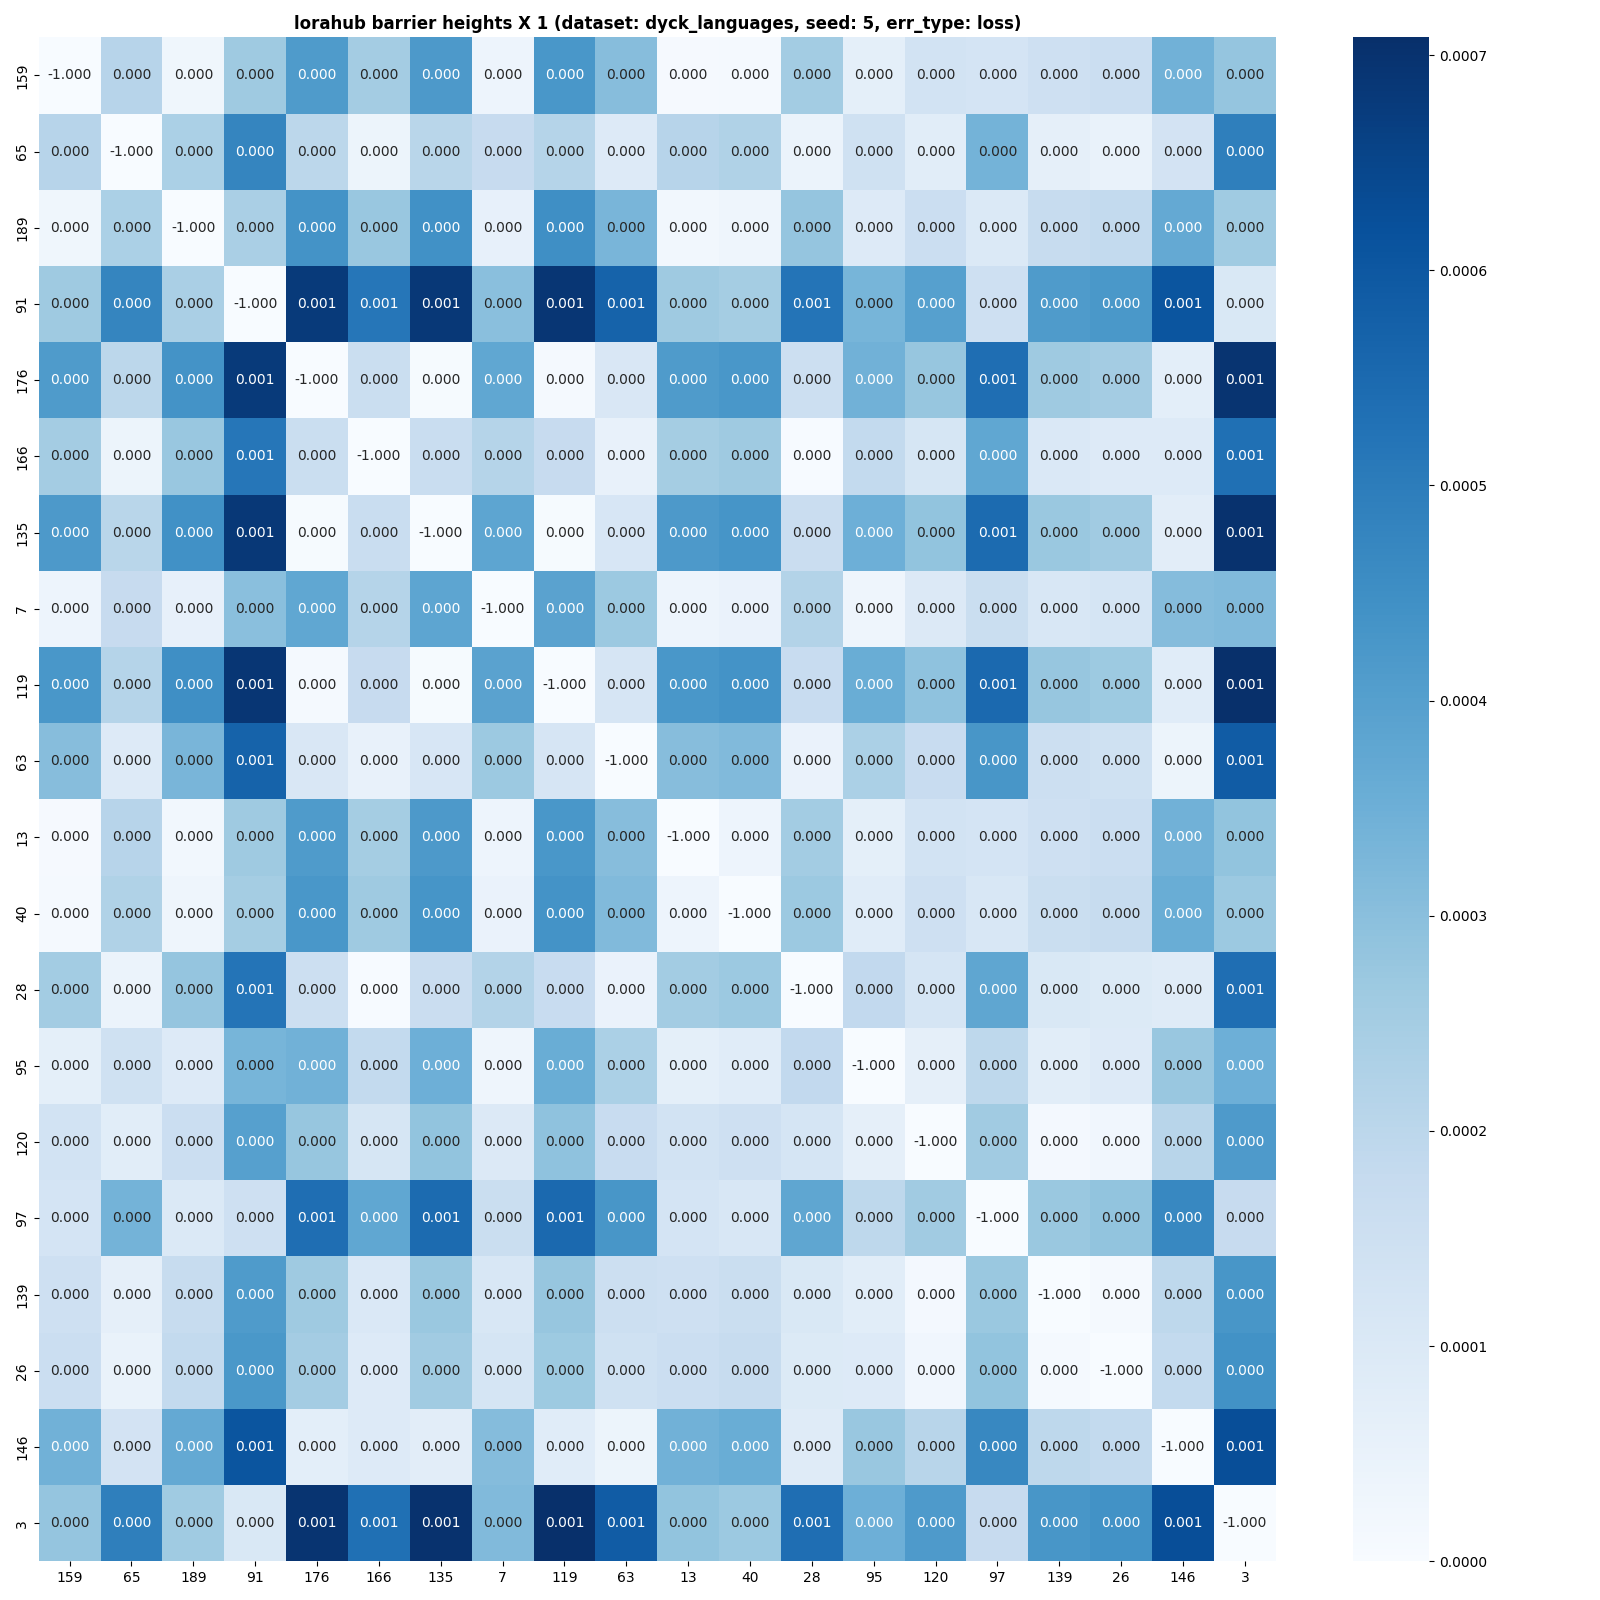 lorahub barrier heights X 1 (dataset: dyck_languages, seed: 5, err_type: loss)
159 -1.000 0.000 0.000 0.000 0.000 0.000 0.000 0.000 0.000 0.000 0.000 0.000 0.000 0.000 0.000 0.000 0.000 0.000 0.000 0.000
65 0.000 -1.000 0.000 0.000 0.000 0.000 0.000 0.000 0.000 0.000 0.000 0.000 0.000 0.000 0.000 0.000 0.000 0.000 0.000 0.000
189 0.000 0.000 -1.000 0.000 0.000 0.000 0.000 0.000 0.000 0.000 0.000 0.000 0.000 0.000 0.000 0.000 0.000 0.000 0.000 0.000
91 0.000 0.000 0.000 -1.000 0.001 0.001 0.001 0.000 0.001 0.001 0.000 0.000 0.001 0.000 0.000 0.000 0.000 0.000 0.001 0.000
176 0.000 0.000 0.000 0.001 -1.000 0.000 0.000 0.000 0.000 0.000 0.000 0.000 0.000 0.000 0.000 0.001 0.000 0.000 0.000 0.001
166 0.000 0.000 0.000 0.001 0.000 -1.000 0.000 0.000 0.000 0.000 0.000 0.000 0.000 0.000 0.000 0.000 0.000 0.000 0.000 0.001
135 0.000 0.000 0.000 0.001 0.000 0.000 -1.000 0.000 0.000 0.000 0.000 0.000 0.000 0.000 0.000 0.001 0.000 0.000 0.000 0.001
7 0.000 0.000 0.000 0.000 0.000 0.000 0.000 -1.000 0.000 0.000 0.000 0.000 0.000 0.000 0.000 0.000 0.000 0.000 0.000 0.000
119 0.000 0.000 0.000 0.001 0.000 0.000 0.000 0.000 -1.000 0.000 0.000 0.000 0.000 0.000 0.000 0.001 0.000 0.000 0.000 0.001
63 0.000 0.000 0.000 0.001 0.000 0.000 0.000 0.000 0.000 -1.000 0.000 0.000 0.000 0.000 0.000 0.000 0.000 0.000 0.000 0.001
13 0.000 0.000 0.000 0.000 0.000 0.000 0.000 0.000 0.000 0.000 -1.000 0.000 0.000 0.000 0.000 0.000 0.000 0.000 0.000 0.000
40 0.000 0.000 0.000 0.000 0.000 0.000 0.000 0.000 0.000 0.000 0.000 -1.000 0.000 0.000 0.000 0.000 0.000 0.000 0.000 0.000
28 0.000 0.000 0.000 0.001 0.000 0.000 0.000 0.000 0.000 0.000 0.000 0.000 -1.000 0.000 0.000 0.000 0.000 0.000 0.000 0.001
95 0.000 0.000 0.000 0.000 0.000 0.000 0.000 0.000 0.000 0.000 0.000 0.000 0.000 -1.000 0.000 0.000 0.000 0.000 0.000 0.000
120 0.000 0.000 0.000 0.000 0.000 0.000 0.000 0.000 0.000 0.000 0.000 0.000 0.000 0.000 -1.000 0.000 0.000 0.000 0.000 0.000
97 0.000 0.000 0.000 0.000 0.001 0.000 0.001 0.000 0.001 0.000 0.000 0.000 0.000 0.000 0.000 -1.000 0.000 0.000 0.000 0.000
139 0.000 0.000 0.000 0.000 0.000 0.000 0.000 0.000 0.000 0.000 0.000 0.000 0.000 0.000 0.000 0.000 -1.000 0.000 0.000 0.000
26 0.000 0.000 0.000 0.000 0.000 0.000 0.000 0.000 0.000 0.000 0.000 0.000 0.000 0.000 0.000 0.000 0.000 -1.000 0.000 0.000
146 0.000 0.000 0.000 0.001 0.000 0.000 0.000 0.000 0.000 0.000 0.000 0.000 0.000 0.000 0.000 0.000 0.000 0.000 -1.000 0.001
3 0.000 0.000 0.000 0.000 0.001 0.001 0.001 0.000 0.001 0.001 0.000 0.000 0.001 0.000 0.000 0.000 0.000 0.000 0.001 -1.000
159 65 189 91 176 166 135 7 119 63 13 40 28 95 120 97 139 26 146 3
0.0007
0.0006
0.0005
0.0004
0.0003
0.0002
0.0001
0.0000